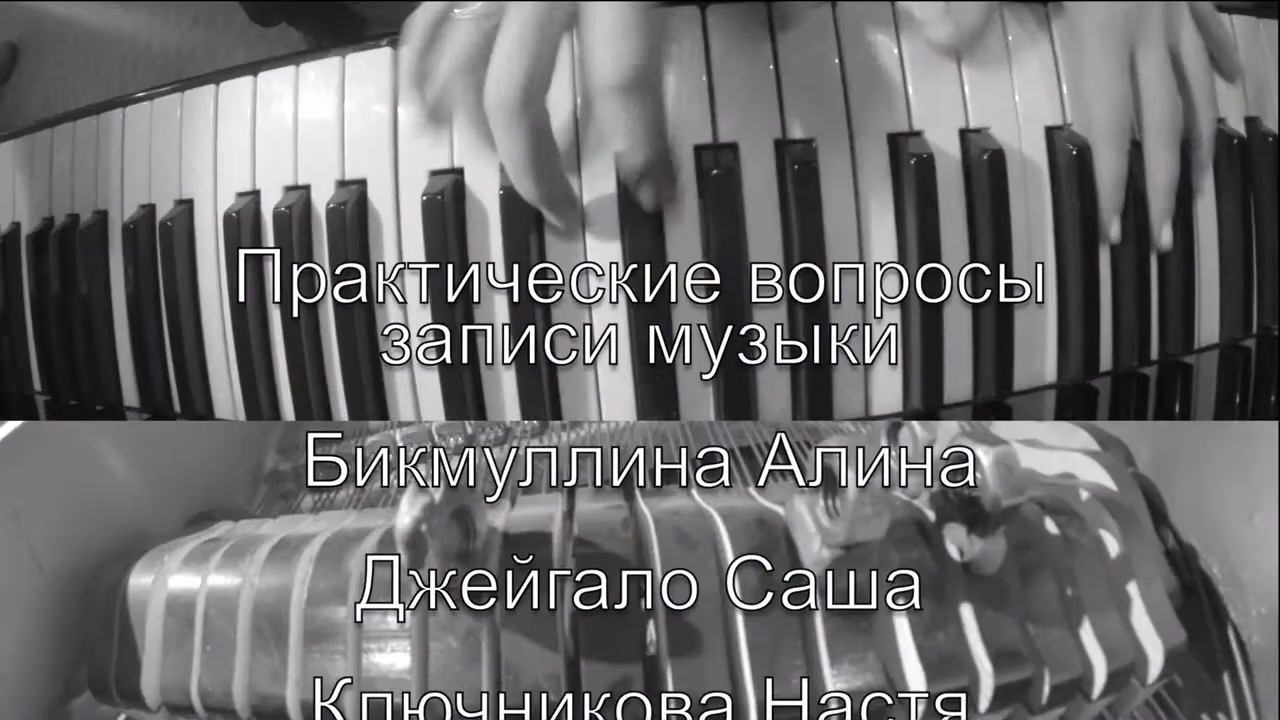 Практические вопросы
записи музыки
Бикмуллина Алина
Джейгало Саша
Ключникова Настя